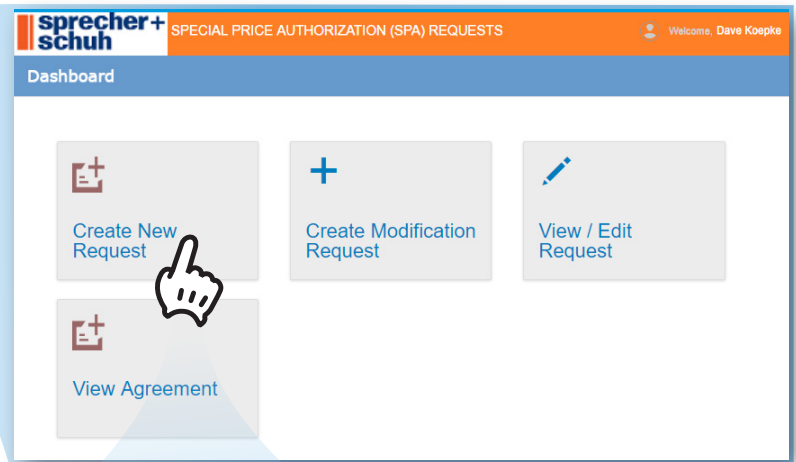 sprecher+
schuh
SPECIAL PRICE AUTHORIZATION (SPA) REQUESTS
Welcome, Dave Koepke
Dashboard
Create New
Request
Create Modification
Request
View / Edit
Request
View Agreement